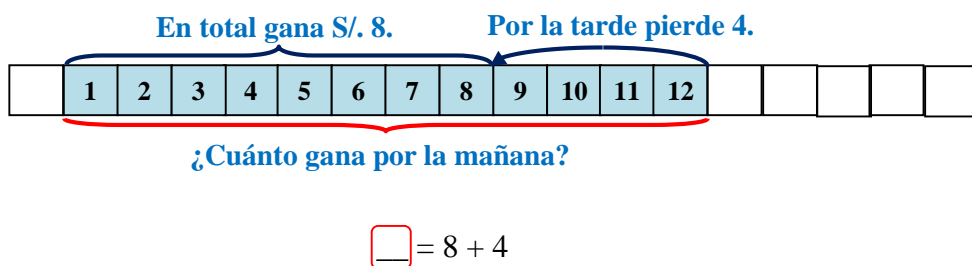 En total gana S/. 8. Por la tarde pierde 4.
1 2 3 4 5 6 7 8 9 10 11 12
¿Cuánto gana por la mañana?
__ = 8 + 4